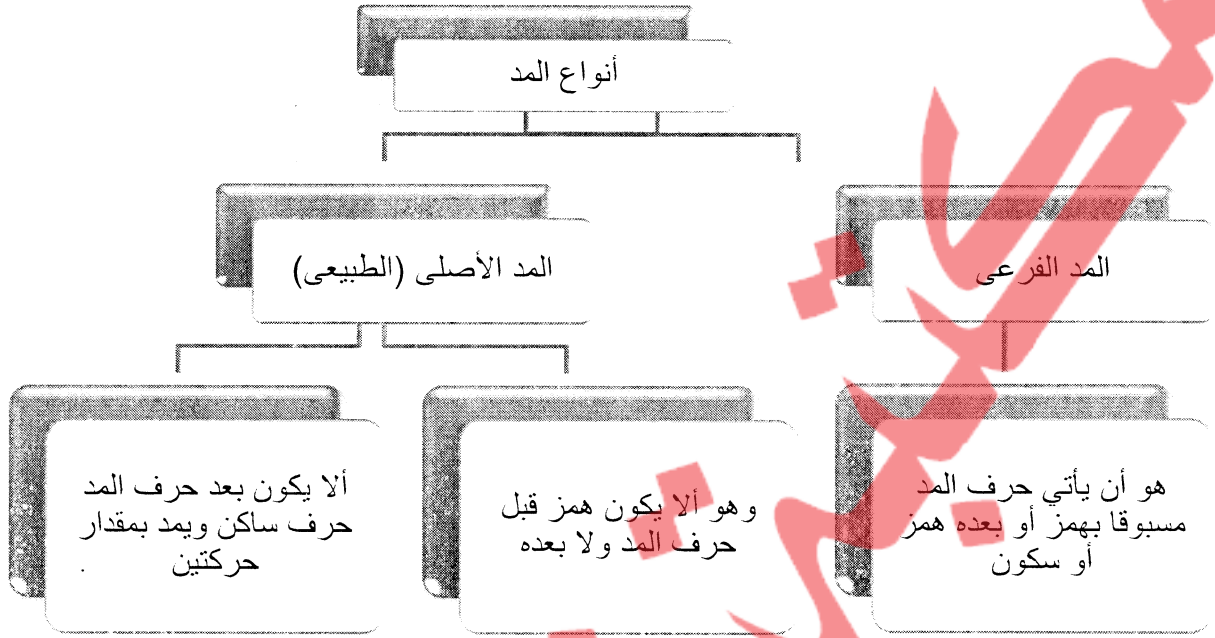 أنواع المد
المد الفرعى
المد الأصلى (الطبيعى)
هو أن يأتي حرف المد
مسبوقا بهمز أو بعده همز
أو سكون
وهو ألا يكون همز قبل
حرف المد ولا بعده
ألا يكون بعد حرف المد
حرف ساكن ويمد بمقدار
حركتين